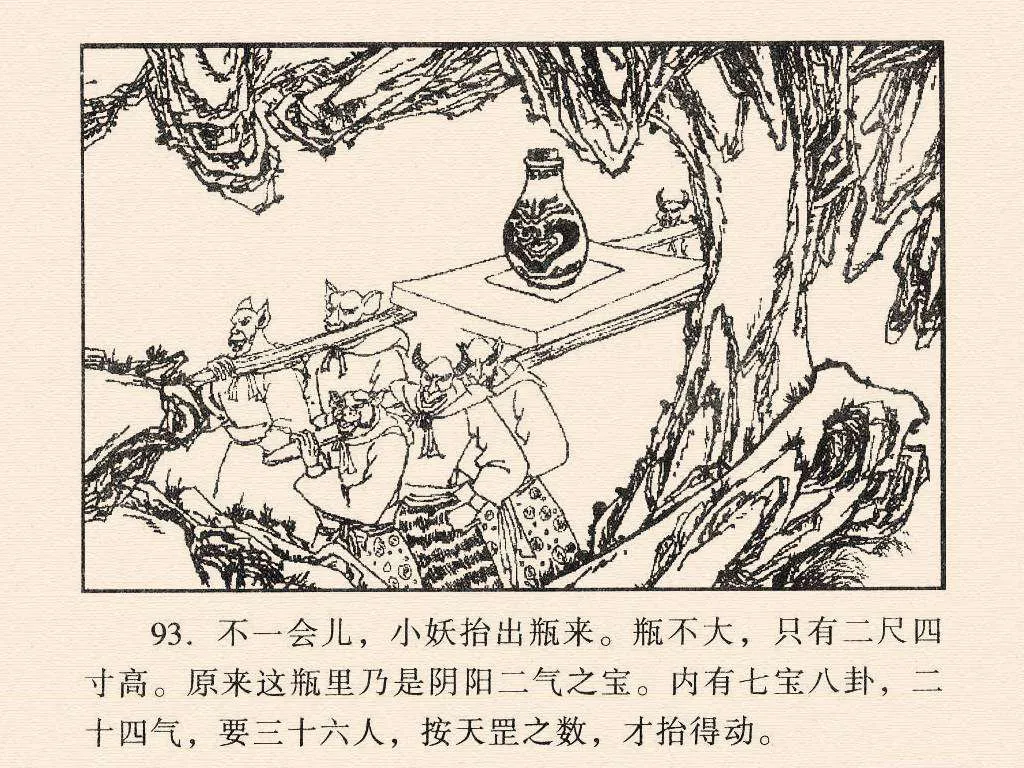 93. 不一会儿，小妖抬出瓶来。瓶不大，只有二尺四
寸高。原来这瓶里乃是阴阳二气之宝。内有七宝八卦，二
十四气，要三十六人，按天罡之数，才抬得动。